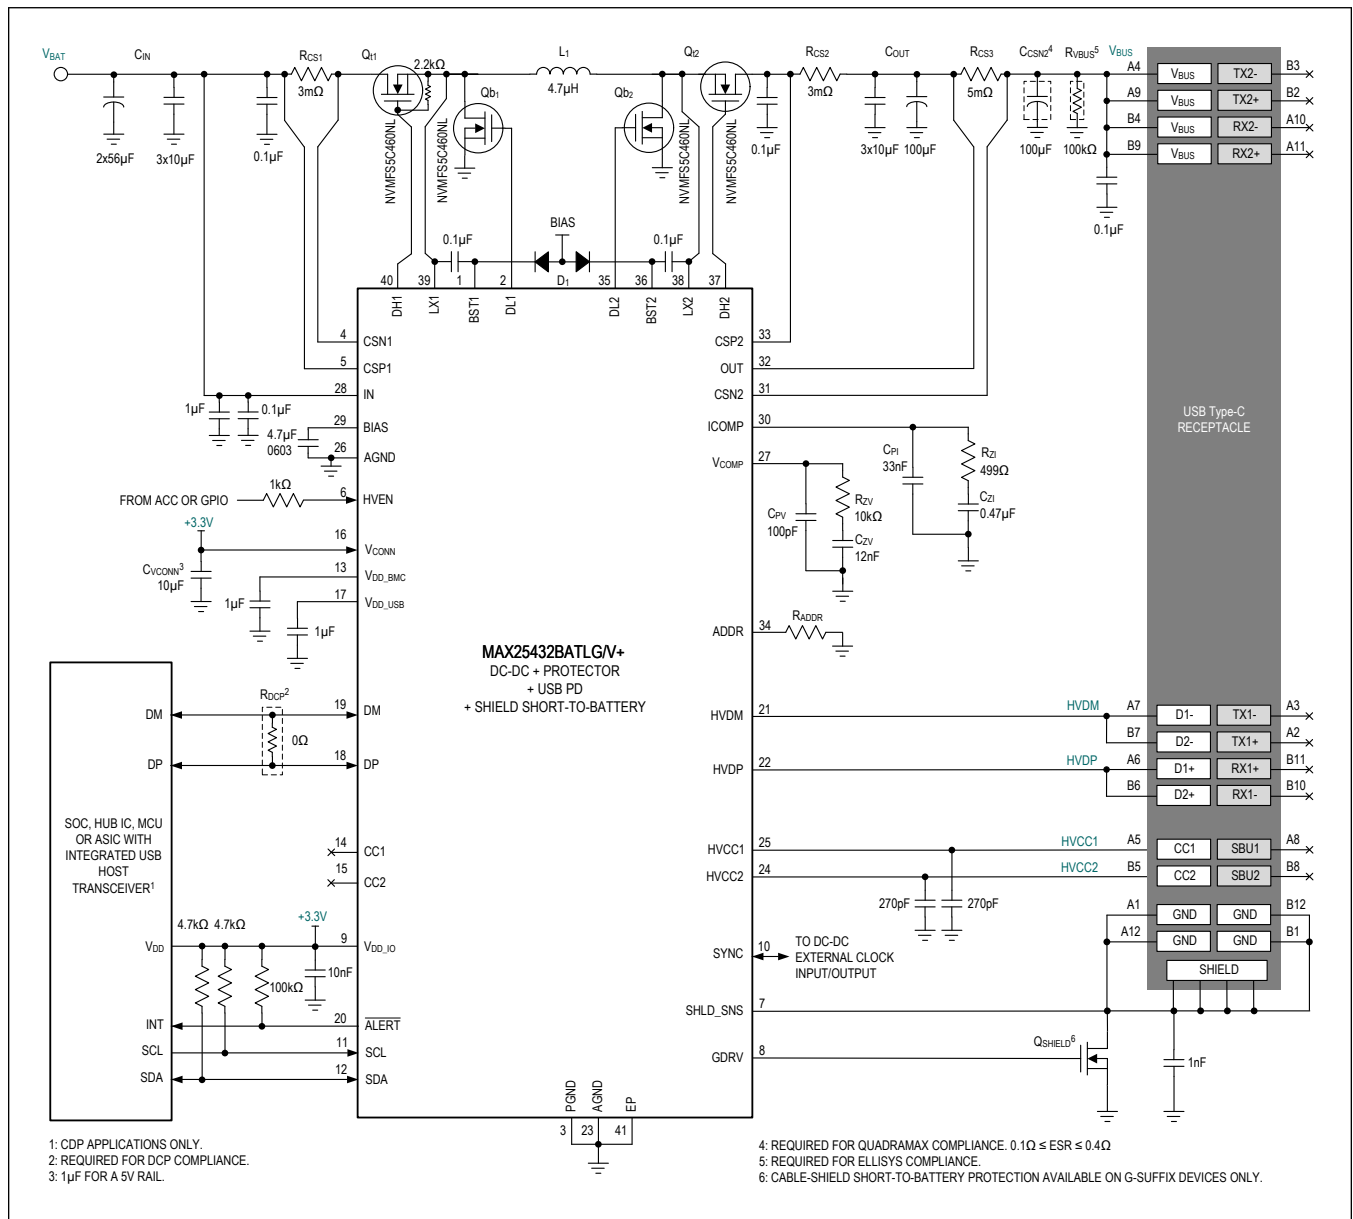 VBAT
CIN
RCS1
3mΩ
Qt1
2.2kΩ
L1
4.7µH
Qt2
RCS2
3mΩ
COUT
RCS3
5mΩ
CCSN2⁴
RVBUS⁵
VBUS
2x56µF
3x10µF
0.1µF
NVMFS5C460NL
Qb1
NVMFS5C460NL
Qb2
NVMFS5C460NL
NVMFS5C460NL
0.1µF
3x10µF
100µF
100µF
100kΩ
0.1µF
A4 VBUS TX2- B3
A9 VBUS TX2+ B2
B4 VBUS RX2- A10
B9 VBUS RX2+ A11
USB Type-C
RECEPTACLE
BIAS
0.1µF
D1
0.1µF
40 39 1 2 35 36 38 37
DH1 LX1 BST1 DL1 DL2 BST2 LX2 DH2
4 CSN1
5 CSP1
28 IN
1µF 0.1µF
29 BIAS
4.7µF
0603
26 AGND
1kΩ
FROM ACC OR GPIO
6 HVEN
+3.3V
16 VCONN
CVCONN³
10µF
13 VDD_BMC
1µF
17 VDD_USB
1µF
CSP2 33
OUT 32
CSN2 31
ICOMP 30
VCOMP 27
CPI
33nF
RZI
499Ω
CZI
0.47µF
CPV
100pF
RZV
10kΩ
CZV
12nF
ADDR 34
RADDR
MAX25432BATLG/V+
DC-DC + PROTECTOR
+ USB PD
+ SHIELD SHORT-TO-BATTERY
DM
RDCP²
0Ω
19 DM
DP
18 DP
SOC, HUB IC, MCU
OR ASIC WITH
INTEGRATED USB
HOST
TRANSCEIVER¹
14 CC1
15 CC2
4.7kΩ 4.7kΩ
+3.3V
VDD
9 VDD_IO
10nF
100kΩ
INT
20 ALERT
SCL
11 SCL
SDA
12 SDA
HVDM 21
HVDM
A7 D1- TX1- A3
B7 D2- TX1+ A2
HVDP 22
HVDP
A6 D1+ RX1+ B11
B6 D2+ RX1- B10
HVCC1 25
HVCC1
A5 CC1 SBU1 A8
HVCC2 24
HVCC2
B5 CC2 SBU2 B8
270pF 270pF
A1 GND GND B12
A12 GND GND B1
SHIELD
SYNC 10
TO DC-DC
EXTERNAL CLOCK
INPUT/OUTPUT
SHLD_SNS 7
GDRV 8
QSHIELD⁶
1nF
PGND AGND EP
3 23 41
1: CDP APPLICATIONS ONLY.
2: REQUIRED FOR DCP COMPLIANCE.
3: 1µF FOR A 5V RAIL.
4: REQUIRED FOR QUADRAMAX COMPLIANCE. 0.1Ω ≤ ESR ≤ 0.4Ω
5: REQUIRED FOR ELLISYS COMPLIANCE.
6: CABLE-SHIELD SHORT-TO-BATTERY PROTECTION AVAILABLE ON G-SUFFIX DEVICES ONLY.